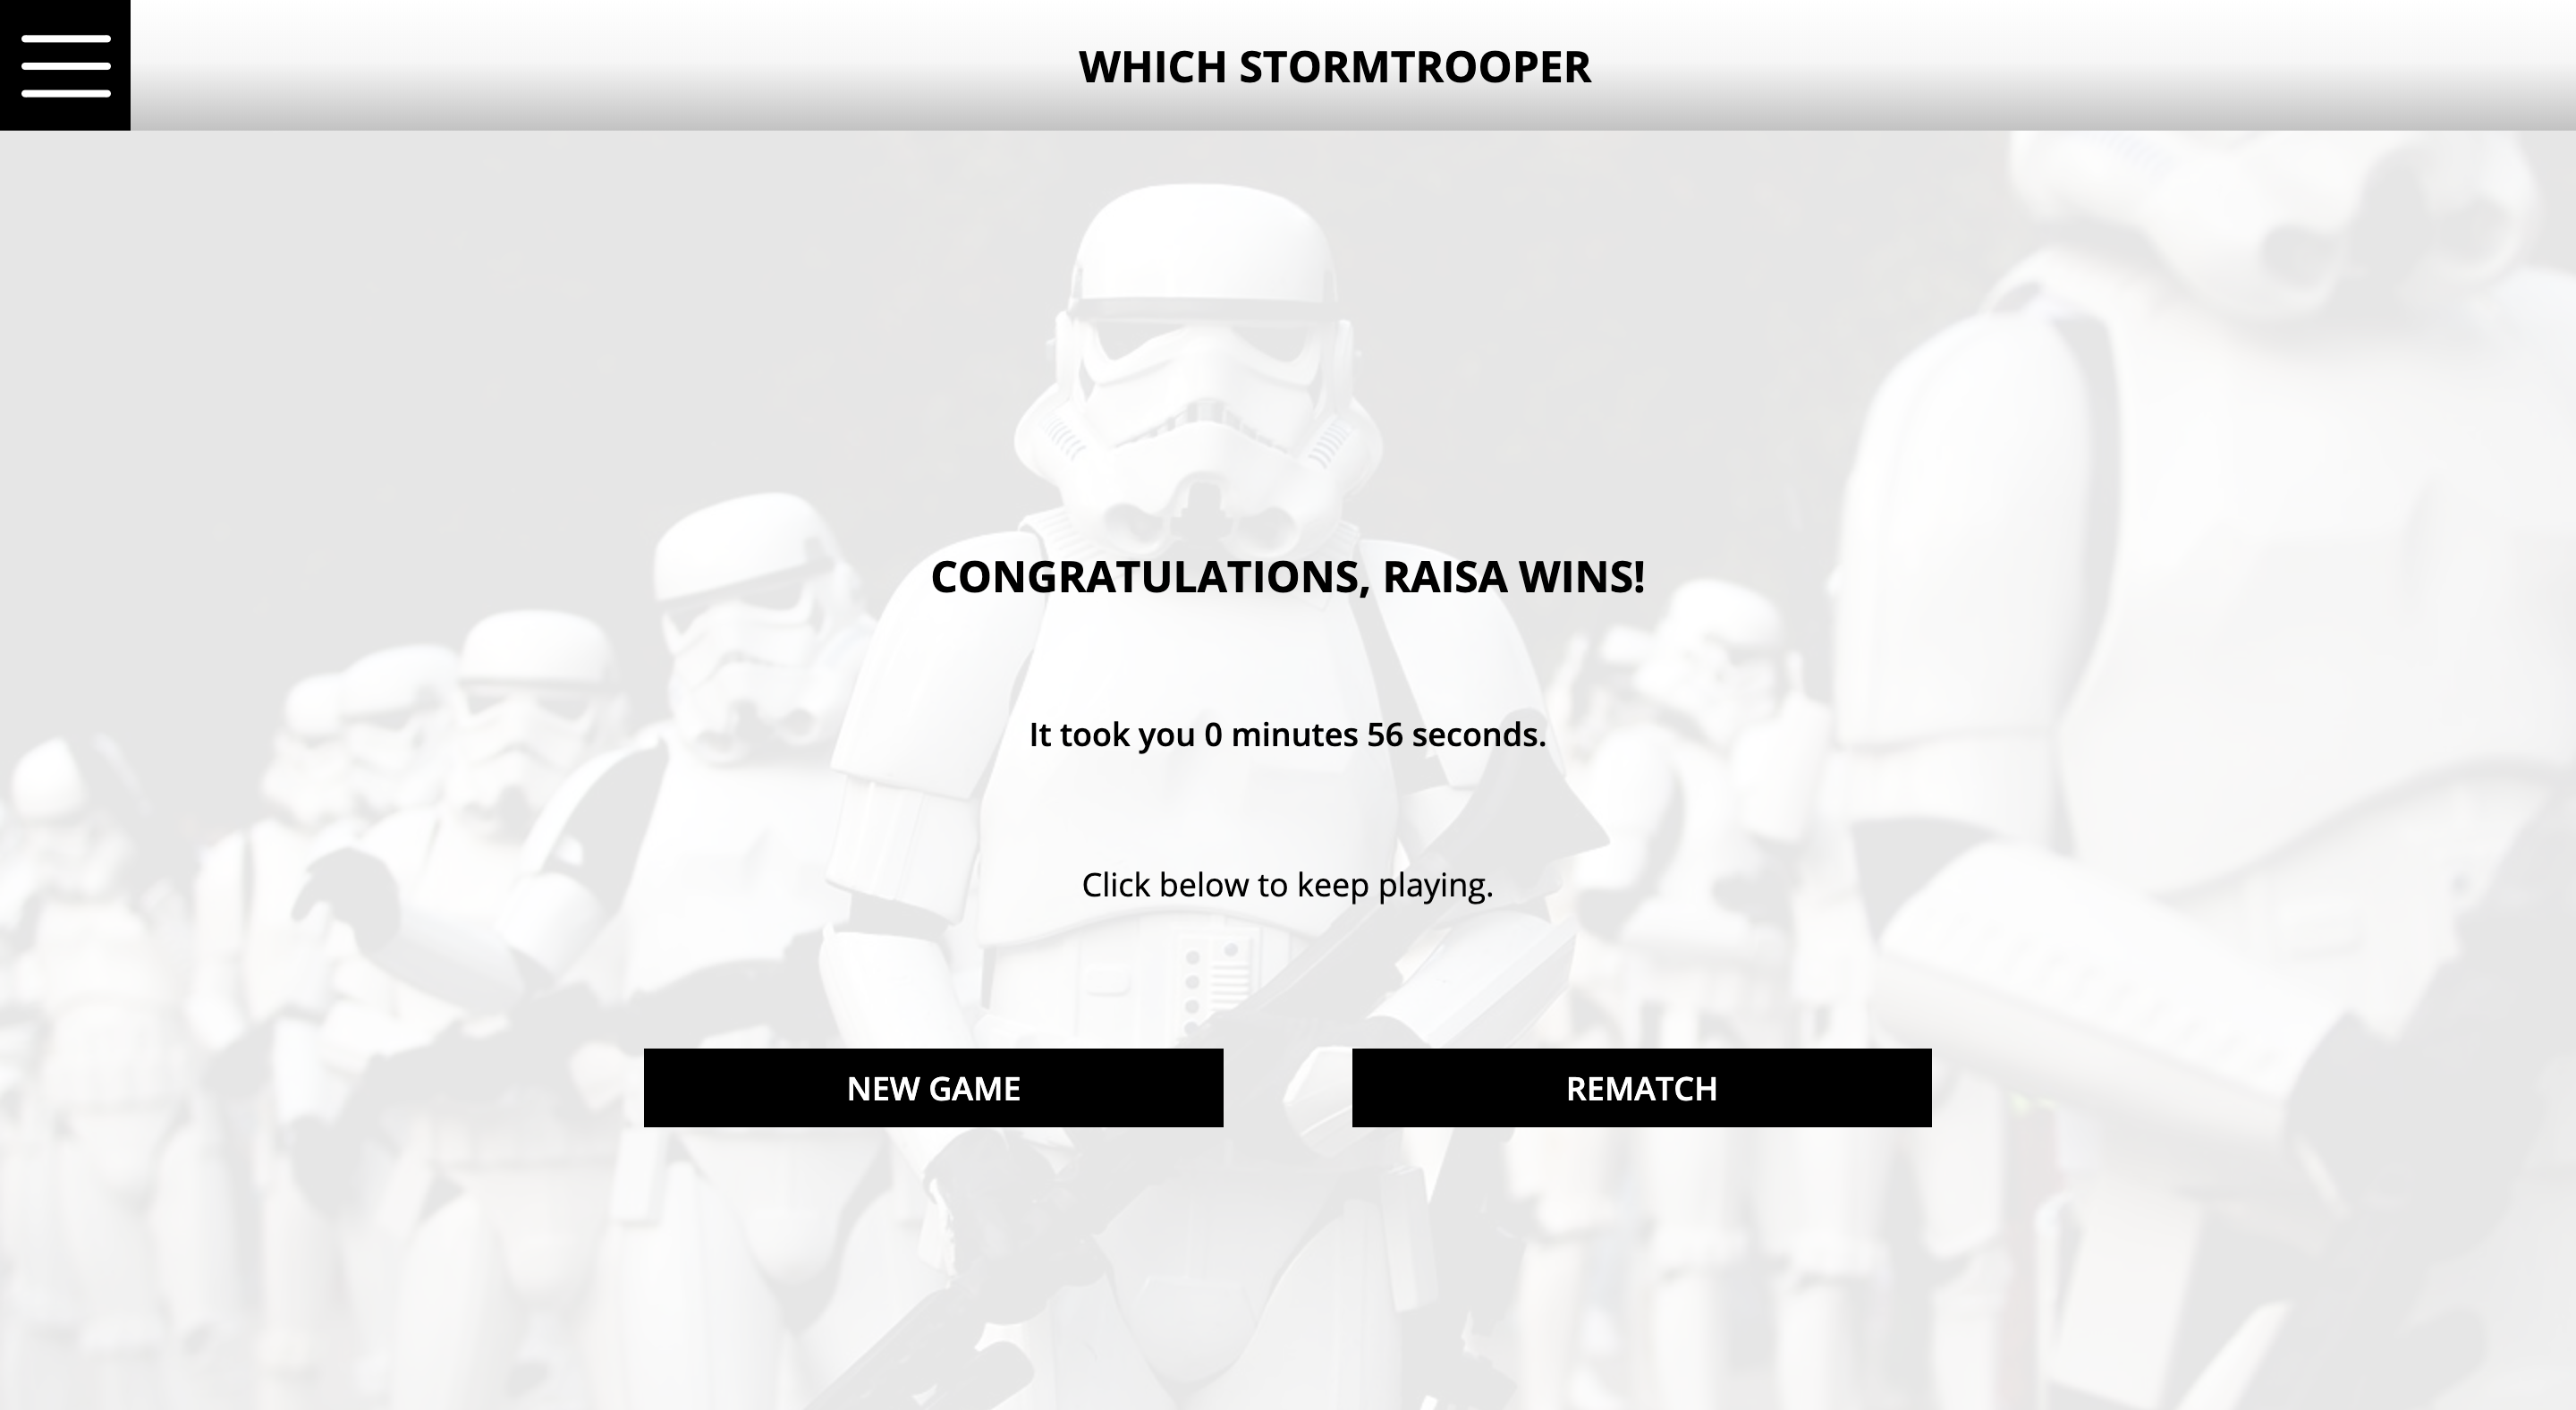 WHICH STORMTROOPER
CONGRATULATIONS, RAISA WINS!
It took you 0 minutes 56 seconds.
Click below to keep playing.
NEW GAME
REMATCH